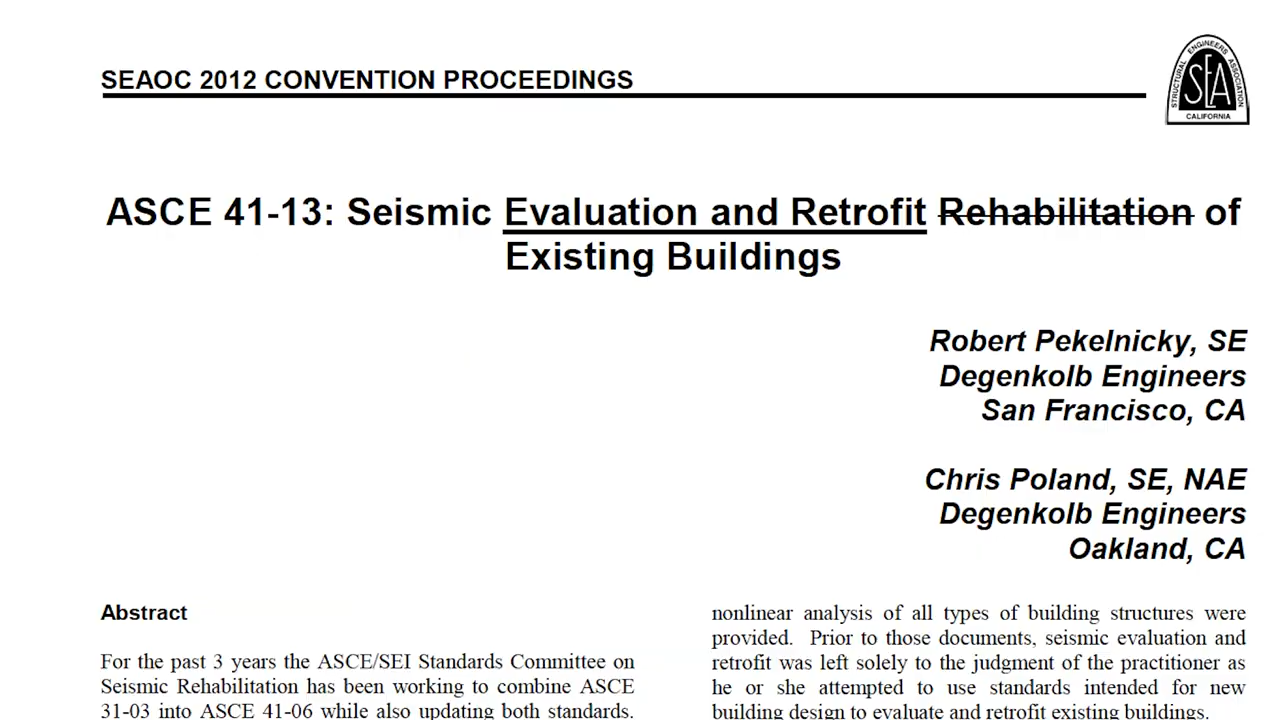 SEAOC 2012 CONVENTION PROCEEDINGS
STRUCTURAL ENGINEERS ASSOCIATION
SEA
CALIFORNIA
ASCE 41-13: Seismic Evaluation and Retrofit Rehabilitation of
Existing Buildings
Robert Pekelnicky, SE
Degenkolb Engineers
San Francisco, CA
Chris Poland, SE, NAE
Degenkolb Engineers
Oakland, CA
Abstract
For the past 3 years the ASCE/SEI Standards Committee on
Seismic Rehabilitation has been working to combine ASCE
31-03 into ASCE 41-06 while also updating both standards.
nonlinear analysis of all types of building structures were
provided. Prior to those documents, seismic evaluation and
retrofit was left solely to the judgment of the practitioner as
he or she attempted to use standards intended for new
building design to evaluate and retrofit existing buildings.